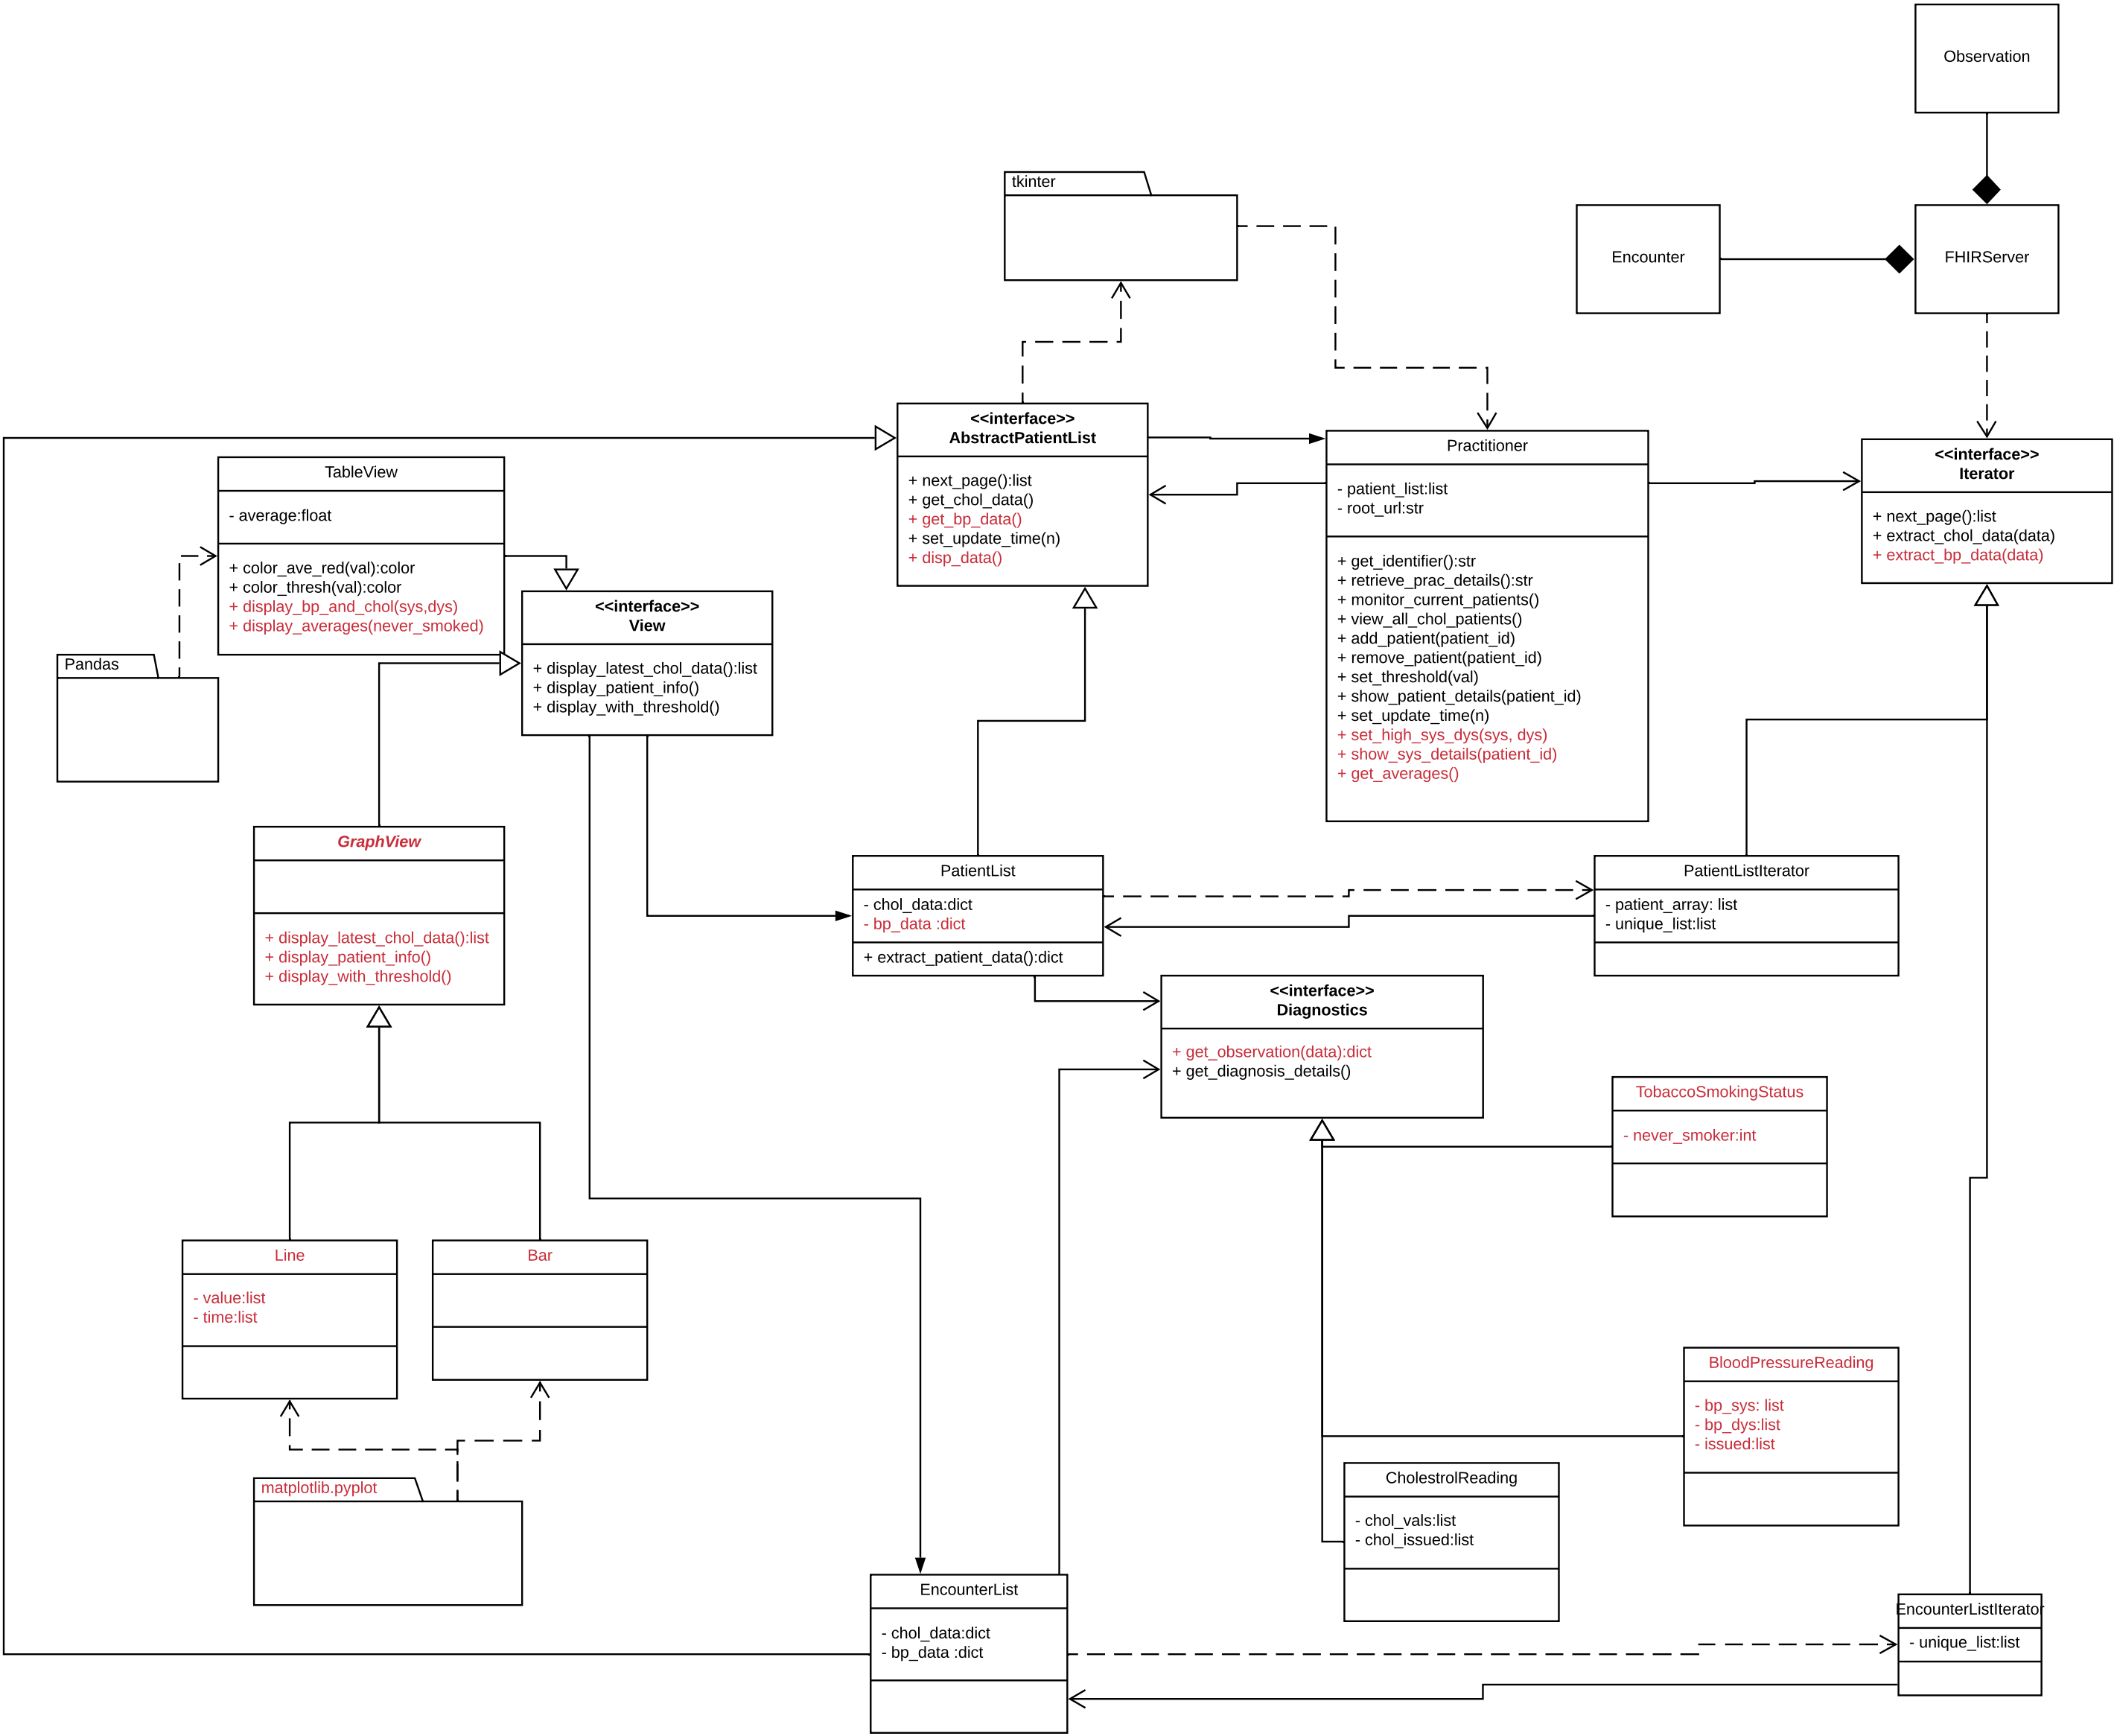 Observation
tkinter
Encounter
FHIRServer
<<interface>>
AbstractPatientList
+ next_page():list
+ get_chol_data()
+ get_bp_data()
+ set_update_time(n)
+ disp_data()
Practitioner
- patient_list:list
- root_url:str
+ get_identifier():str
+ retrieve_prac_details():str
+ monitor_current_patients()
+ view_all_chol_patients()
+ add_patient(patient_id)
+ remove_patient(patient_id)
+ set_threshold(val)
+ show_patient_details(patient_id)
+ set_update_time(n)
+ set_high_sys_dys(sys, dys)
+ show_sys_details(patient_id)
+ get_averages()
<<interface>>
Iterator
+ next_page():list
+ extract_chol_data(data)
+ extract_bp_data(data)
TableView
- average:float
+ color_ave_red(val):color
+ color_thresh(val):color
+ display_bp_and_chol(sys,dys)
+ display_averages(never_smoked)
<<interface>>
View
+ display_latest_chol_data():list
+ display_patient_info()
+ display_with_threshold()
Pandas
GraphView
+ display_latest_chol_data():list
+ display_patient_info()
+ display_with_threshold()
PatientList
- chol_data:dict
- bp_data :dict
+ extract_patient_data():dict
PatientListIterator
- patient_array: list
- unique_list:list
<<interface>>
Diagnostics
+ get_observation(data):dict
+ get_diagnosis_details()
TobaccoSmokingStatus
- never_smoker:int
Line
- value:list
- time:list
Bar
BloodPressureReading
- bp_sys: list
- bp_dys:list
- issued:list
matplotlib.pyplot
CholestrolReading
- chol_vals:list
- chol_issued:list
EncounterList
- chol_data:dict
- bp_data :dict
EncounterListIterator
- unique_list:list